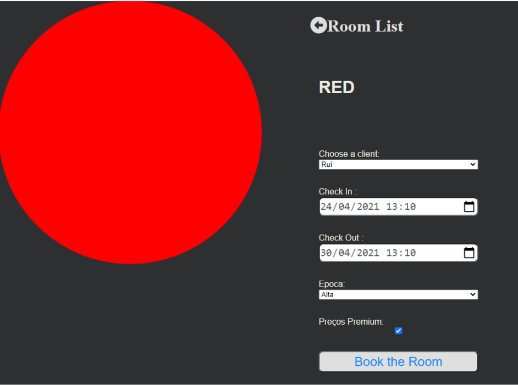 Room List
RED
Choose a client:
Rui
Check In :
24/04/2021 13:10
Check Out :
30/04/2021 13:10
Epoca:
Alta
Preços Premium:
Book the Room